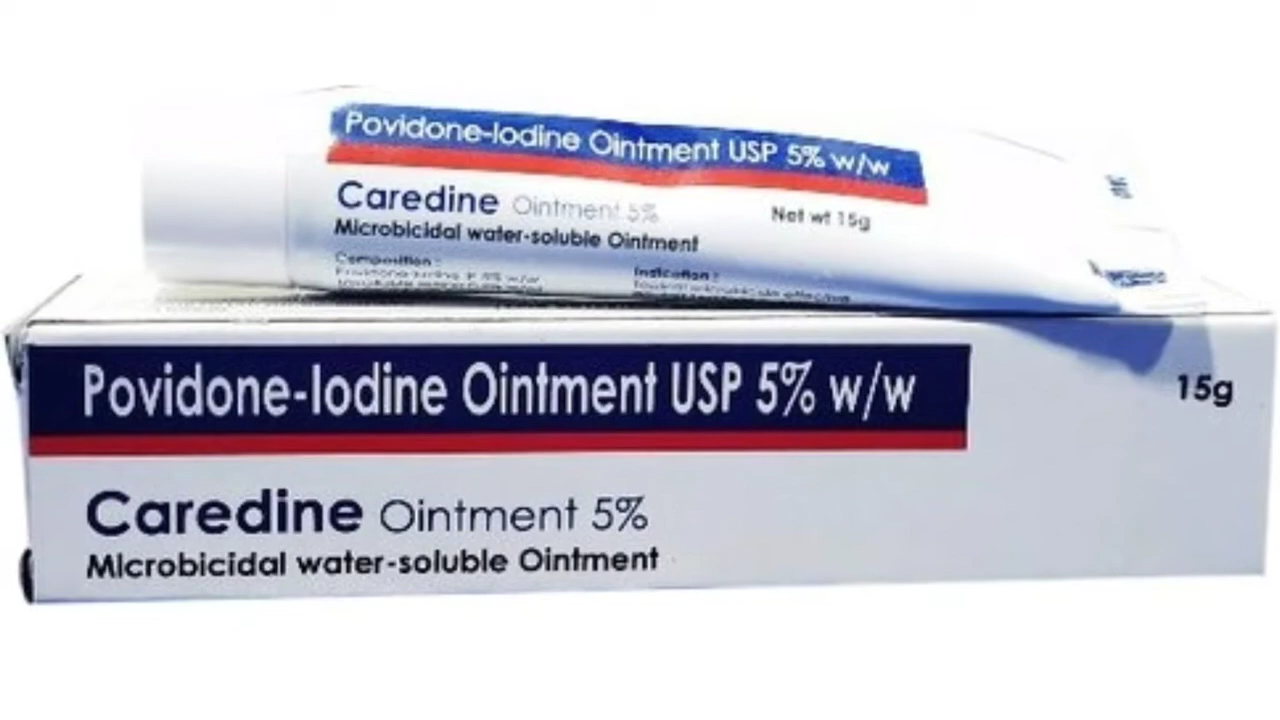 Povidone-Iodine Ointment USP 5% w/w
Caredine Ointment 5%
Net wt 15g
Microbicidal water-soluble Ointment
Composition :
Indication :
Povidone-Iodine Ointment USP 5% w/w
15g
Caredine Ointment 5%
Microbicidal water-soluble Ointment